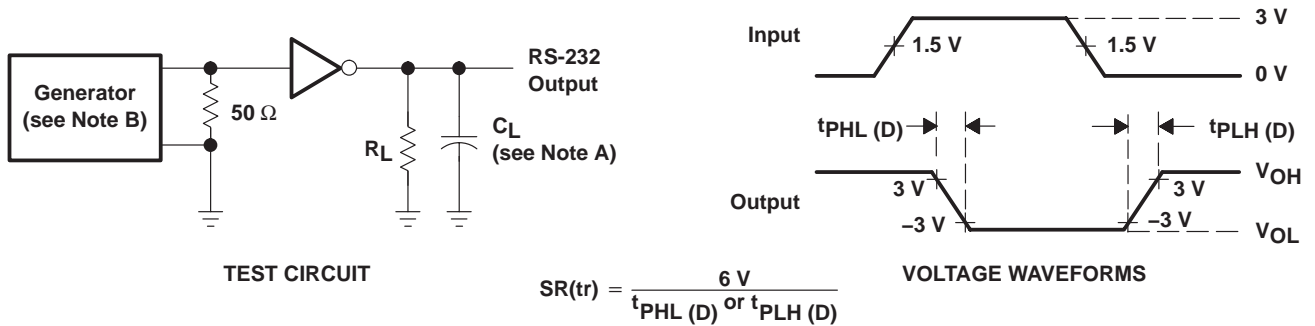 Generator
(see Note B)
50 Ω
RS-232
Output
RL
CL
(see Note A)
TEST CIRCUIT
Input
3 V
1.5 V
1.5 V
0 V
tPHL (D)
tPLH (D)
Output
VOH
3 V
3 V
–3 V
–3 V
VOL
VOLTAGE WAVEFORMS
SR(tr) = 6 V
tPHL (D) or tPLH (D)